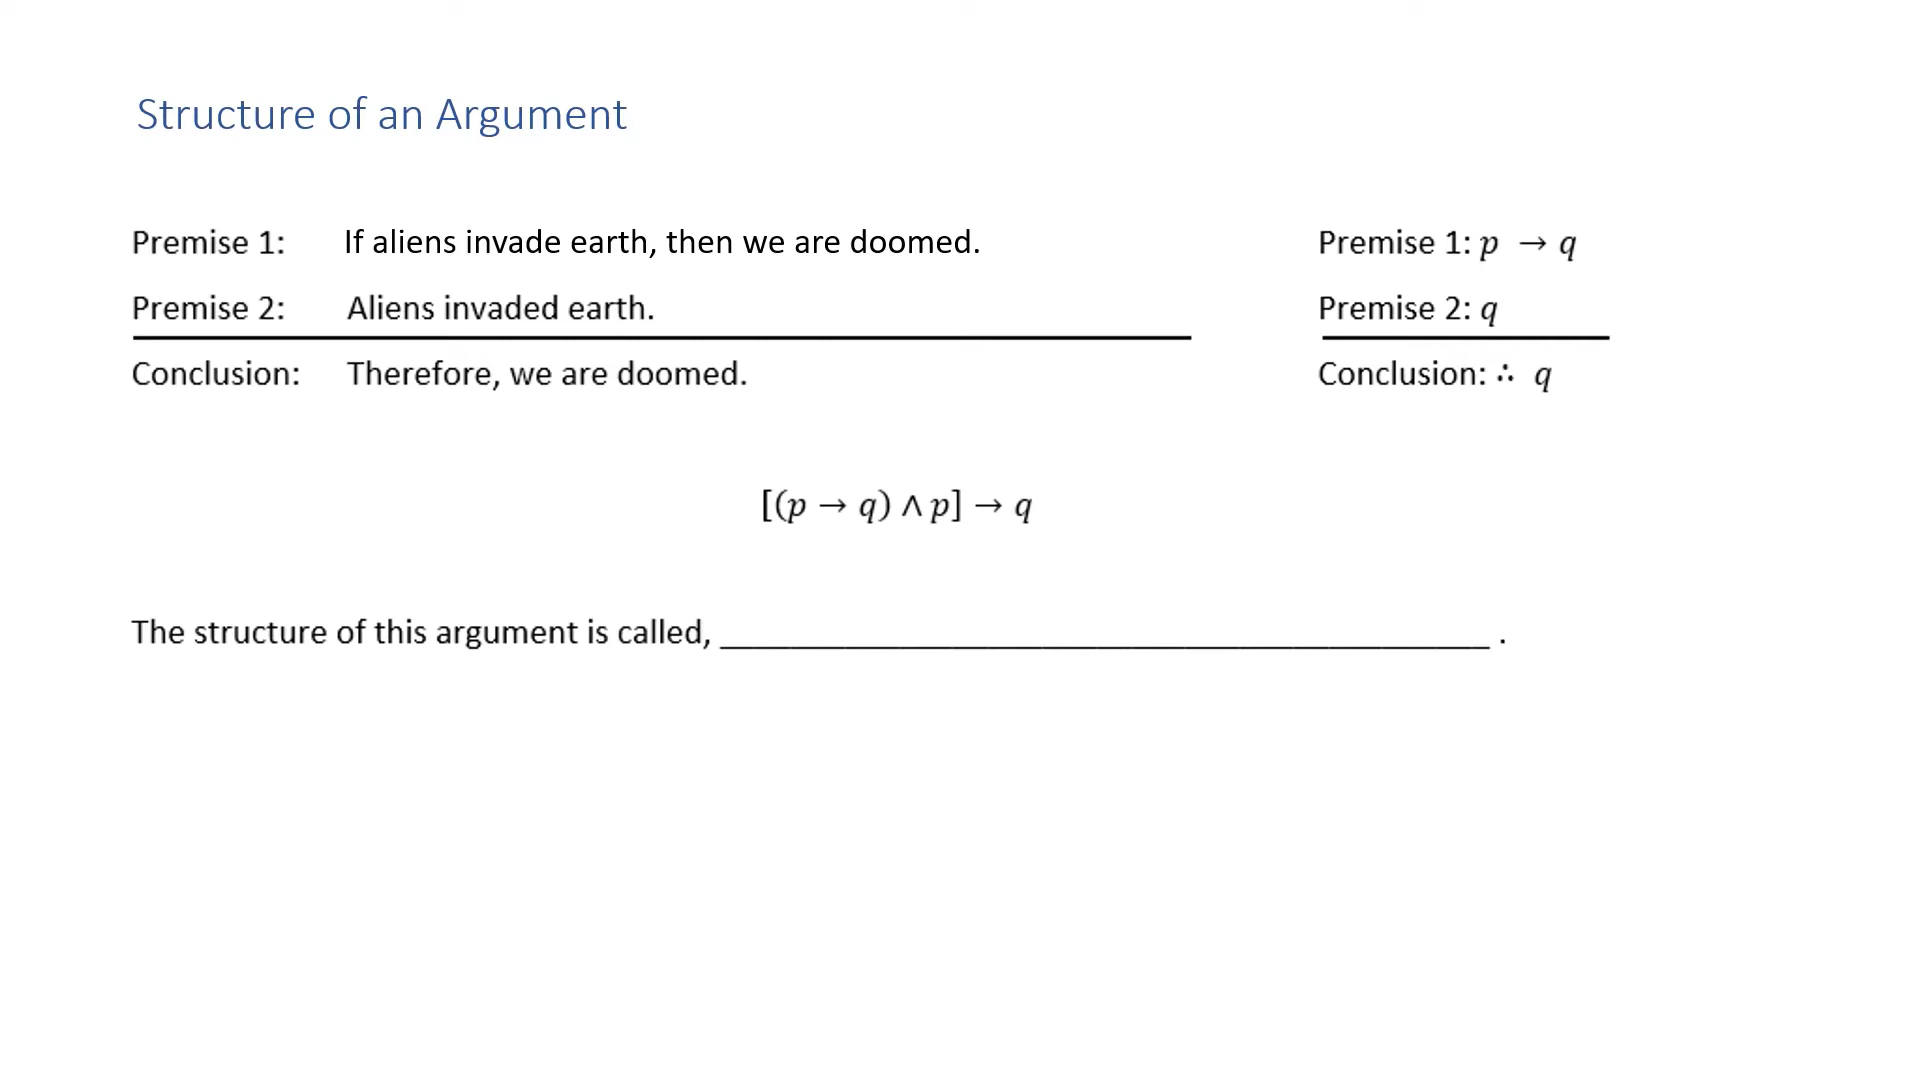 Structure of an Argument
Premise 1: If aliens invade earth, then we are doomed. Premise 1: p → q
Premise 2: Aliens invaded earth. Premise 2: q
Conclusion: Therefore, we are doomed. Conclusion: ∴ q
[(p → q) ∧ p] → q
The structure of this argument is called, ____________________ .